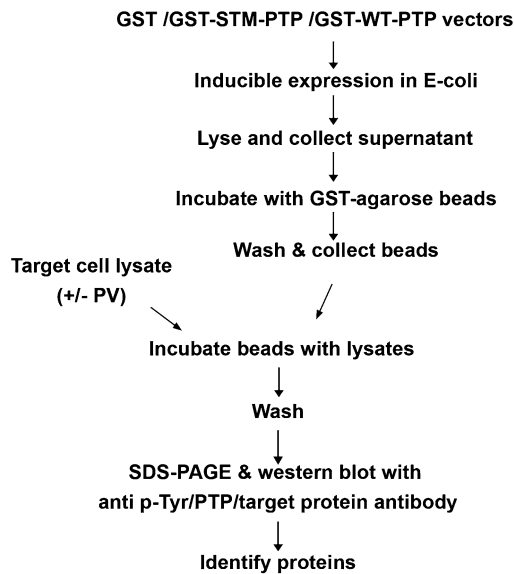 GST /GST-STM-PTP /GST-WT-PTP vectors
Inducible expression in E-coli
Lyse and collect supernatant
Incubate with GST-agarose beads
Wash & collect beads
Target cell lysate
(+/- PV)
Incubate beads with lysates
Wash
SDS-PAGE & western blot with
anti p-Tyr/PTP/target protein antibody
Identify proteins